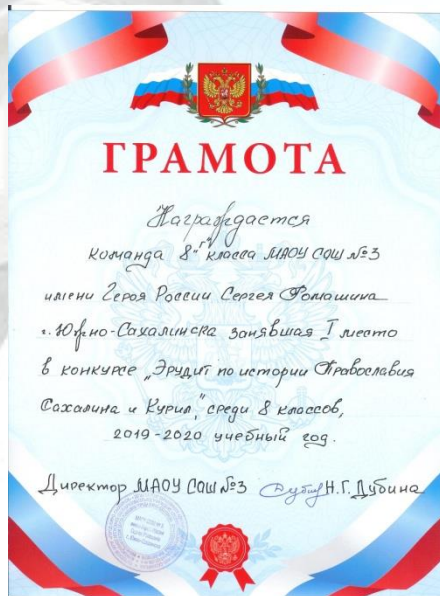 ГРАМОТА
Награждается
команда 8 "г" класса МАОУ СОШ №3
имени Героя России Сергея Ромашина
г. Южно-Сахалинска занявшая I место
в конкурсе „Эрудит по истории Православия
Сахалина и Курил," среди 8 классов,
2019-2020 учебный год.
Директор МАОУ СОШ №3 Н.Г. Дубина